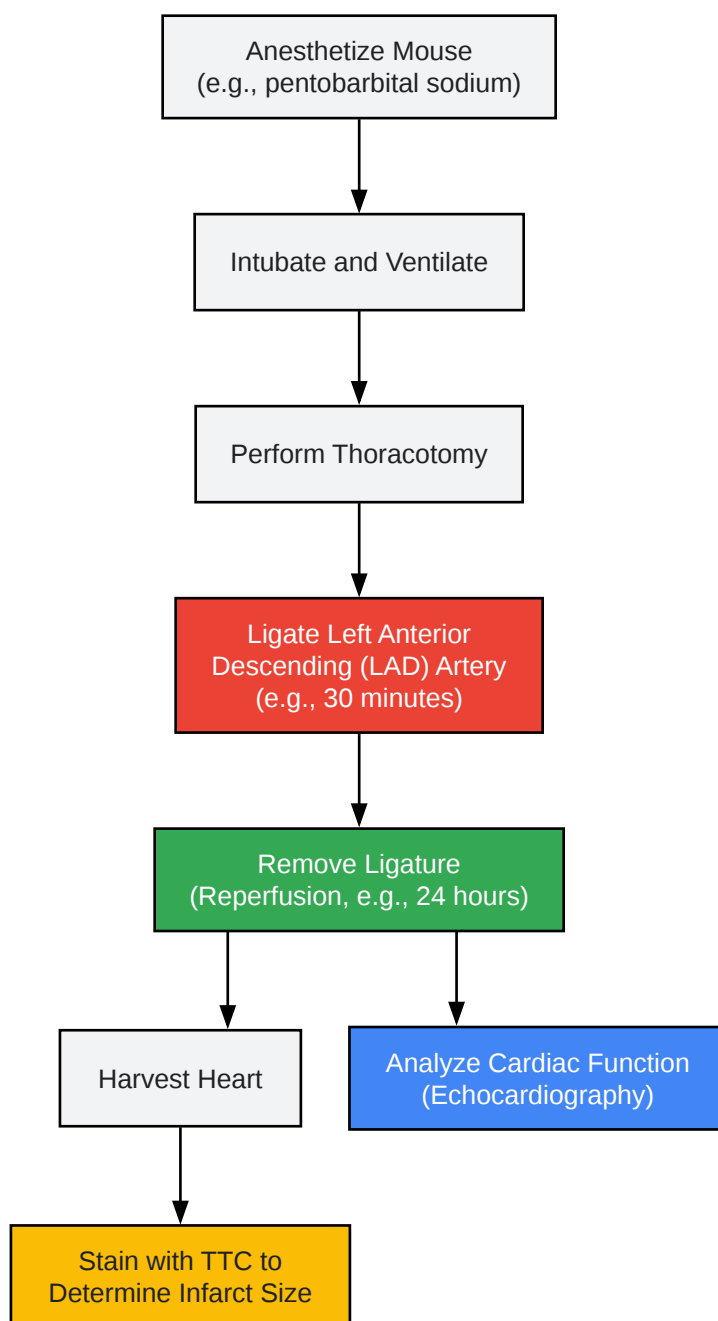 Anesthetize Mouse
(e.g., pentobarbital sodium)
Intubate and Ventilate
Perform Thoracotomy
Ligate Left Anterior
Descending (LAD) Artery
(e.g., 30 minutes)
Remove Ligature
(Reperfusion, e.g., 24 hours)
Harvest Heart
Analyze Cardiac Function
(Echocardiography)
Stain with TTC to
Determine Infarct Size